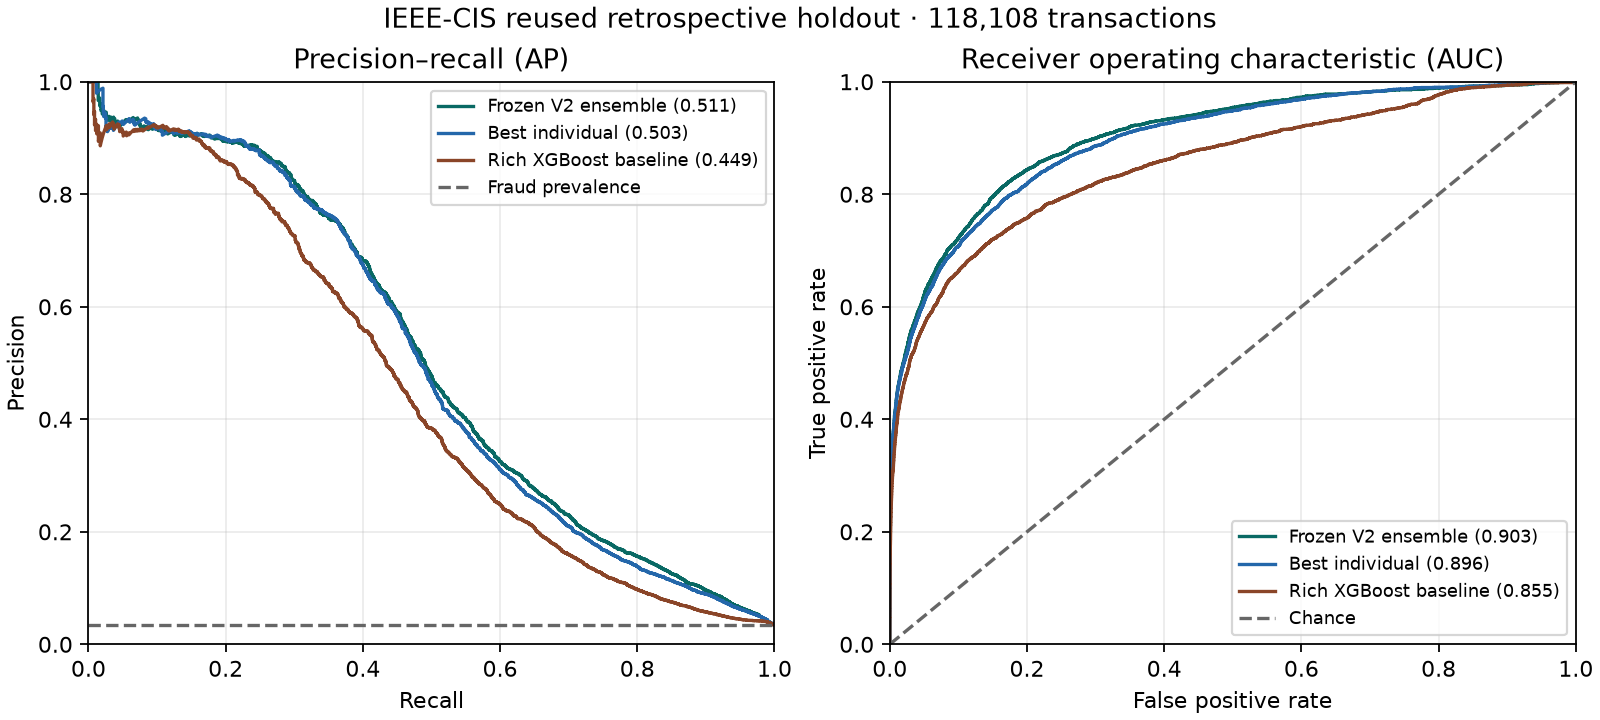 IEEE-CIS reused retrospective holdout · 118,108 transactions
Precision–recall (AP)
1.0
0.8
0.6
0.4
0.2
0.0
Precision
Frozen V2 ensemble (0.511)
Best individual (0.503)
Rich XGBoost baseline (0.449)
Fraud prevalence
0.0 0.2 0.4 0.6 0.8 1.0
Recall
Receiver operating characteristic (AUC)
1.0
0.8
0.6
0.4
0.2
0.0
True positive rate
Frozen V2 ensemble (0.903)
Best individual (0.896)
Rich XGBoost baseline (0.855)
Chance
0.0 0.2 0.4 0.6 0.8 1.0
False positive rate